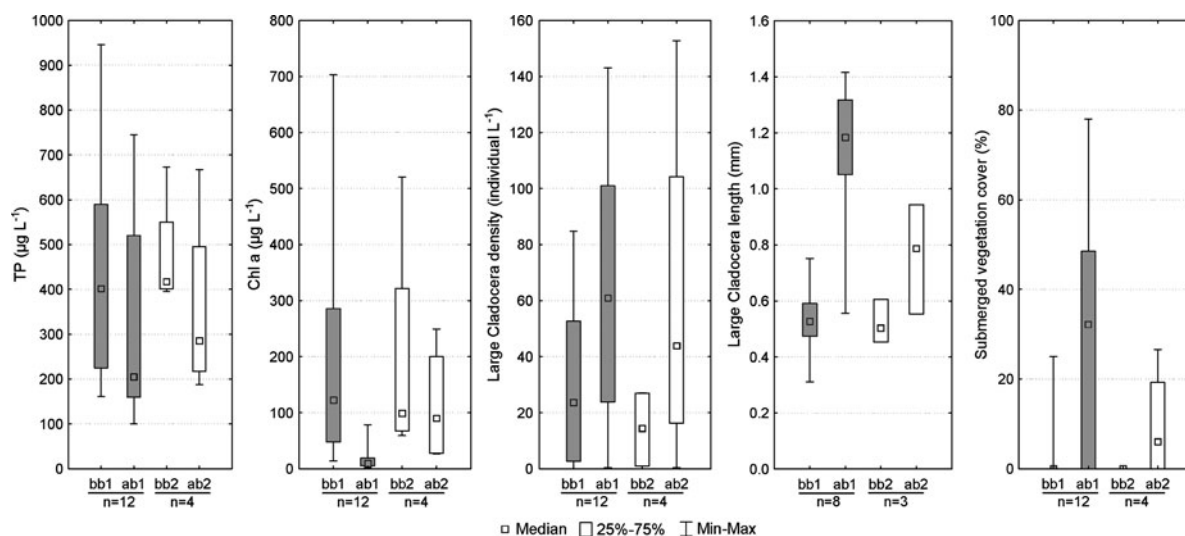 TP (µg L⁻¹)
1000
900
800
700
600
500
400
300
200
100
0
bb1 ab1 bb2 ab2
n=12 n=4
Chl a (µg L⁻¹)
800
700
600
500
400
300
200
100
0
bb1 ab1 bb2 ab2
n=12 n=4
Large Cladocera density (individual L⁻¹)
160
140
120
100
80
60
40
20
0
bb1 ab1 bb2 ab2
n=12 n=4
Large Cladocera length (mm)
1.6
1.4
1.2
1.0
0.8
0.6
0.4
0.2
0.0
bb1 ab1 bb2 ab2
n=8 n=3
Submerged vegetation cover (%)
100
80
60
40
20
0
bb1 ab1 bb2 ab2
n=12 n=4
Median 25%-75% Min-Max